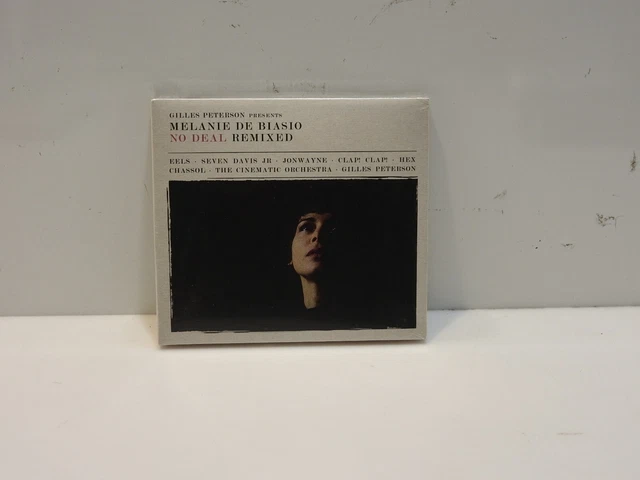 GILLES PETERSON PRESENTS
MELANIE DE BIASIO
NO DEAL REMIXED
EELS · SEVEN DAVIS JR · JONWAYNE · CLAP! CLAP! · HEX
CHASSOL · THE CINEMATIC ORCHESTRA · GILLES PETERSON